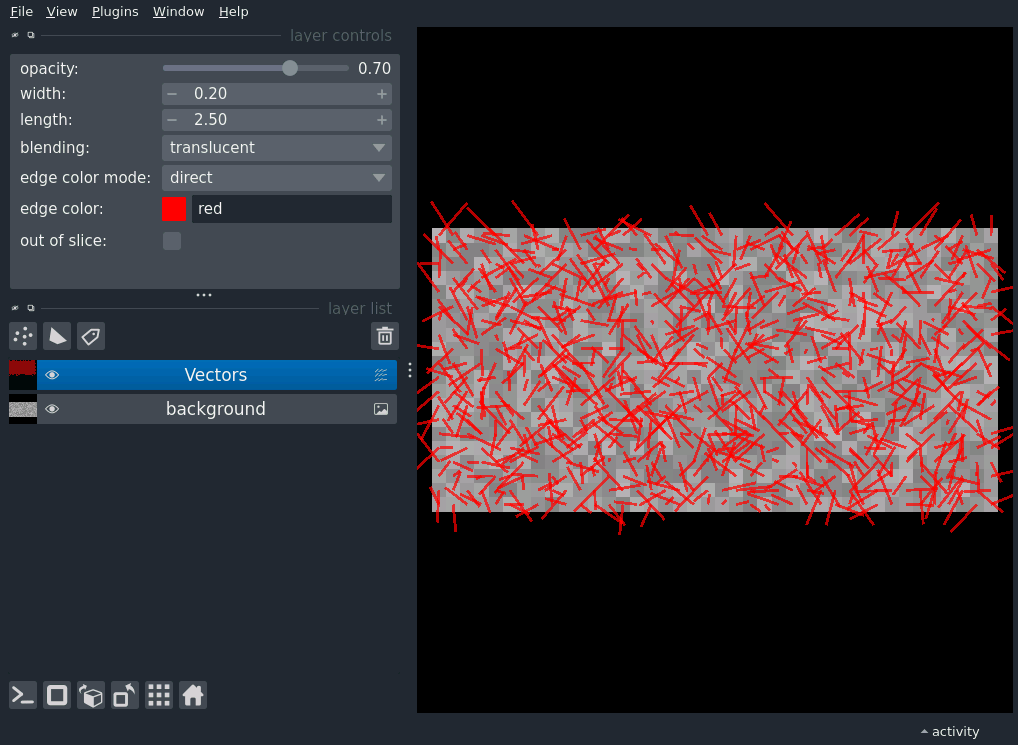 File View Plugins Window Help
layer controls
opacity: 0.70
width: 0.20
length: 2.50
blending: translucent
edge color mode: direct
edge color: red
out of slice:
layer list
Vectors
background
activity